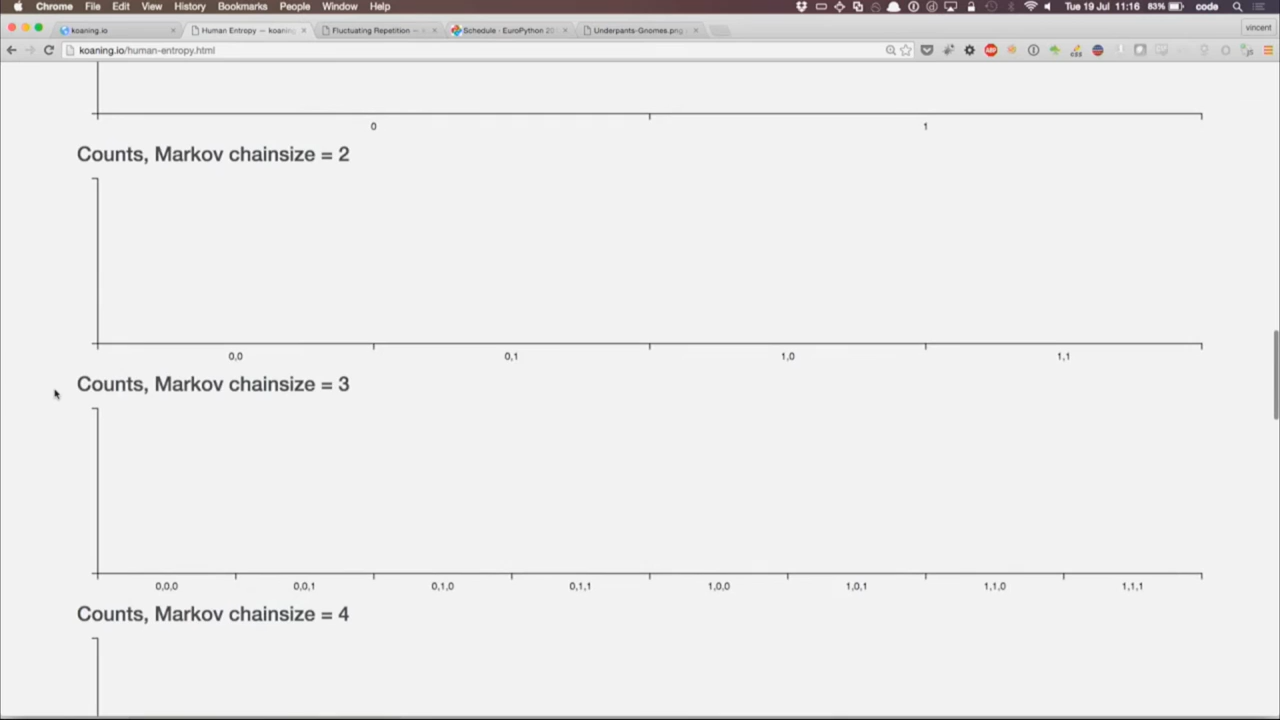 Chrome File Edit View History Bookmarks People Window Help Tue 19 Jul 11:16 83% code
koaning.io Human Entropy — koaning Fluctuating Repetition — Schedule · EuroPython 20 Underpants-Gnomes.png vincent
koaning.io/human-entropy.html
0 1
Counts, Markov chainsize = 2
0,0 0,1 1,0 1,1
Counts, Markov chainsize = 3
0,0,0 0,0,1 0,1,0 0,1,1 1,0,0 1,0,1 1,1,0 1,1,1
Counts, Markov chainsize = 4